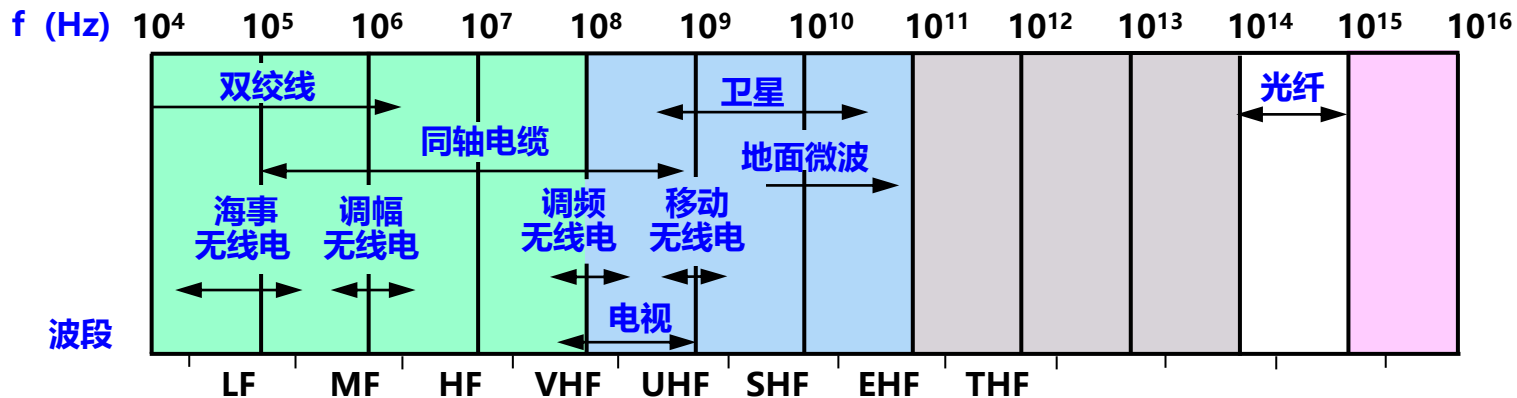 f (Hz) 10⁴ 10⁵ 10⁶ 10⁷ 10⁸ 10⁹ 10¹⁰ 10¹¹ 10¹² 10¹³ 10¹⁴ 10¹⁵ 10¹⁶
双绞线
卫星
光纤
同轴电缆
地面微波
海事
无线电
调幅
无线电
调频
无线电
移动
无线电
电视
波段
LF MF HF VHF UHF SHF EHF THF